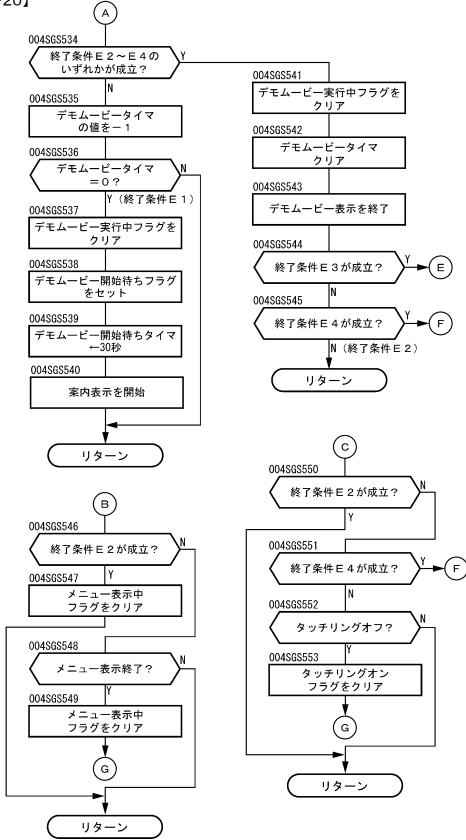 20】
A
004SGS534
終了条件E2～E4の
いずれかが成立？
Y
N
004SGS535
デモムービータイマ
の値を－1
004SGS536
デモムービータイマ
＝0？
N
Y（終了条件E1）
004SGS537
デモムービー実行中フラグを
クリア
004SGS538
デモムービー開始待ちフラグ
をセット
004SGS539
デモムービー開始待ちタイマ
←30秒
004SGS540
案内表示を開始
リターン
004SGS541
デモムービー実行中フラグを
クリア
004SGS542
デモムービータイマ
クリア
004SGS543
デモムービー表示を終了
004SGS544
終了条件E3が成立？
Y
E
N
004SGS545
終了条件E4が成立？
Y
F
N（終了条件E2）
リターン
B
004SGS546
終了条件E2が成立？
N
Y
004SGS547
メニュー表示中
フラグをクリア
004SGS548
メニュー表示終了？
N
Y
004SGS549
メニュー表示中
フラグをクリア
G
リターン
C
004SGS550
終了条件E2が成立？
N
Y
004SGS551
終了条件E4が成立？
Y
F
N
004SGS552
タッチリングオフ？
N
Y
004SGS553
タッチリングオン
フラグをクリア
G
リターン